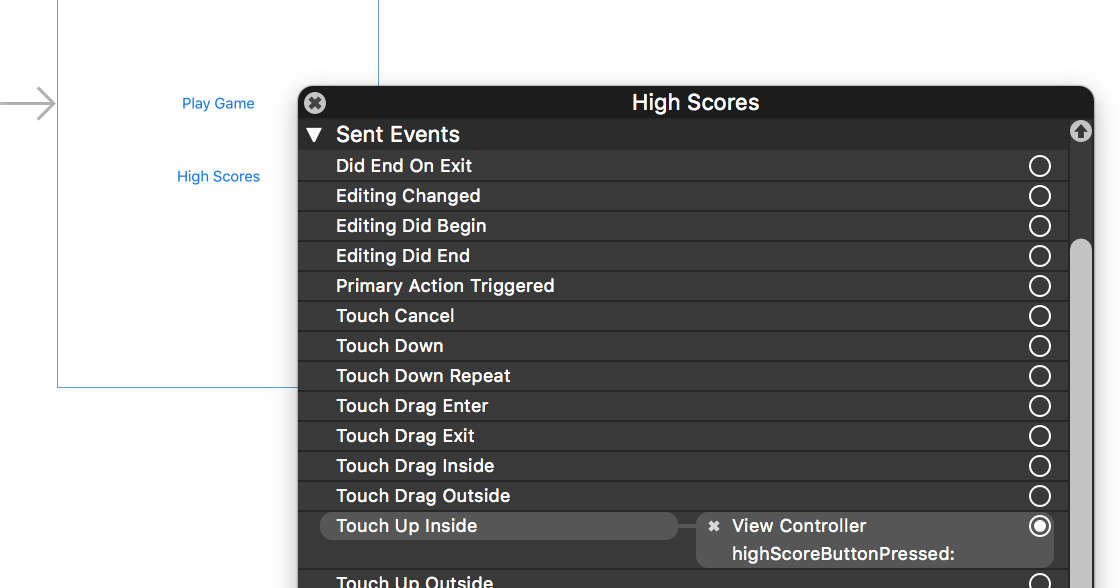 Play Game
High Scores
High Scores
Sent Events
Did End On Exit
Editing Changed
Editing Did Begin
Editing Did End
Primary Action Triggered
Touch Cancel
Touch Down
Touch Down Repeat
Touch Drag Enter
Touch Drag Exit
Touch Drag Inside
Touch Drag Outside
Touch Up Inside
View Controller
highScoreButtonPressed:
Touch Up Outside